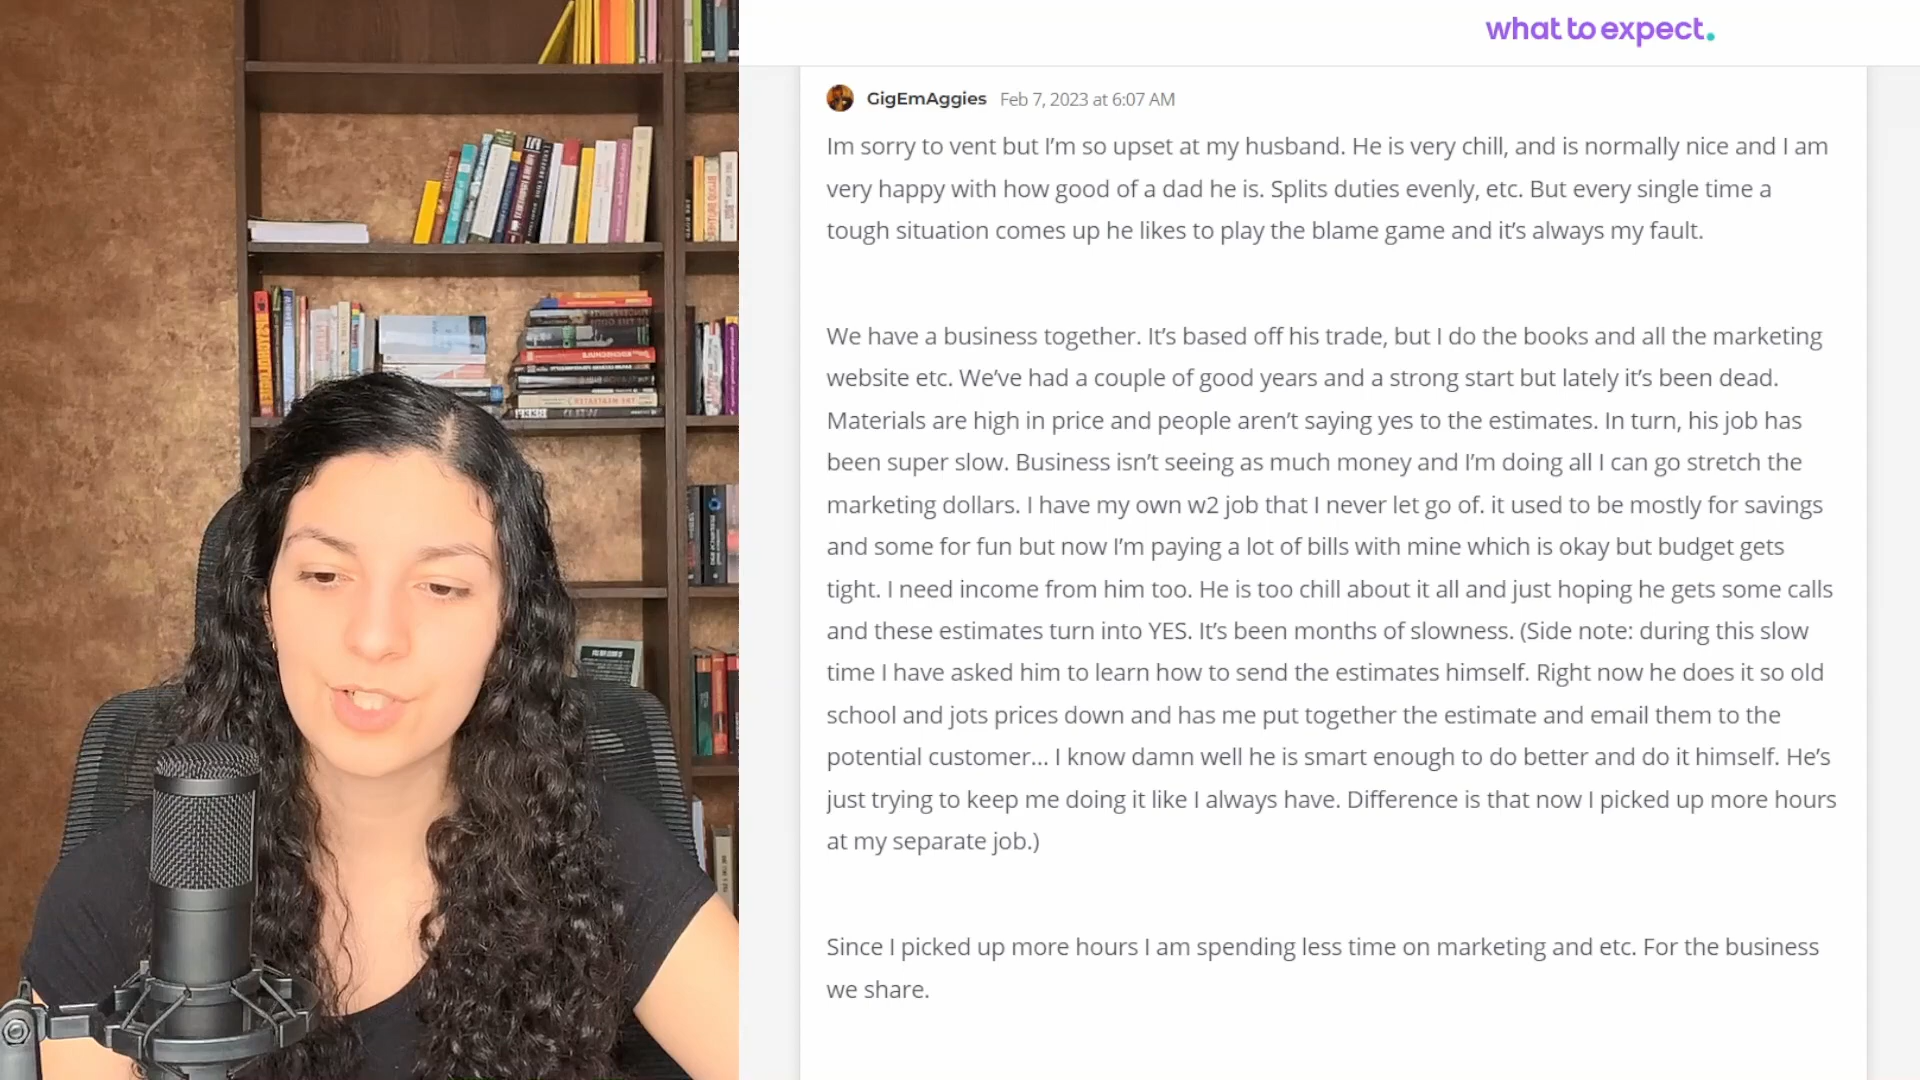 what to expect.
GigEmAggies Feb 7, 2023 at 6:07 AM
Im sorry to vent but I’m so upset at my husband. He is very chill, and is normally nice and I am
very happy with how good of a dad he is. Splits duties evenly, etc. But every single time a
tough situation comes up he likes to play the blame game and it’s always my fault.
We have a business together. It’s based off his trade, but I do the books and all the marketing
website etc. We’ve had a couple of good years and a strong start but lately it’s been dead.
Materials are high in price and people aren’t saying yes to the estimates. In turn, his job has
been super slow. Business isn’t seeing as much money and I’m doing all I can go stretch the
marketing dollars. I have my own w2 job that I never let go of. it used to be mostly for savings
and some for fun but now I’m paying a lot of bills with mine which is okay but budget gets
tight. I need income from him too. He is too chill about it all and just hoping he gets some calls
and these estimates turn into YES. It’s been months of slowness. (Side note: during this slow
time I have asked him to learn how to send the estimates himself. Right now he does it so old
school and jots prices down and has me put together the estimate and email them to the
potential customer... I know damn well he is smart enough to do better and do it himself. He’s
just trying to keep me doing it like I always have. Difference is that now I picked up more hours
at my separate job.)
Since I picked up more hours I am spending less time on marketing and etc. For the business
we share.